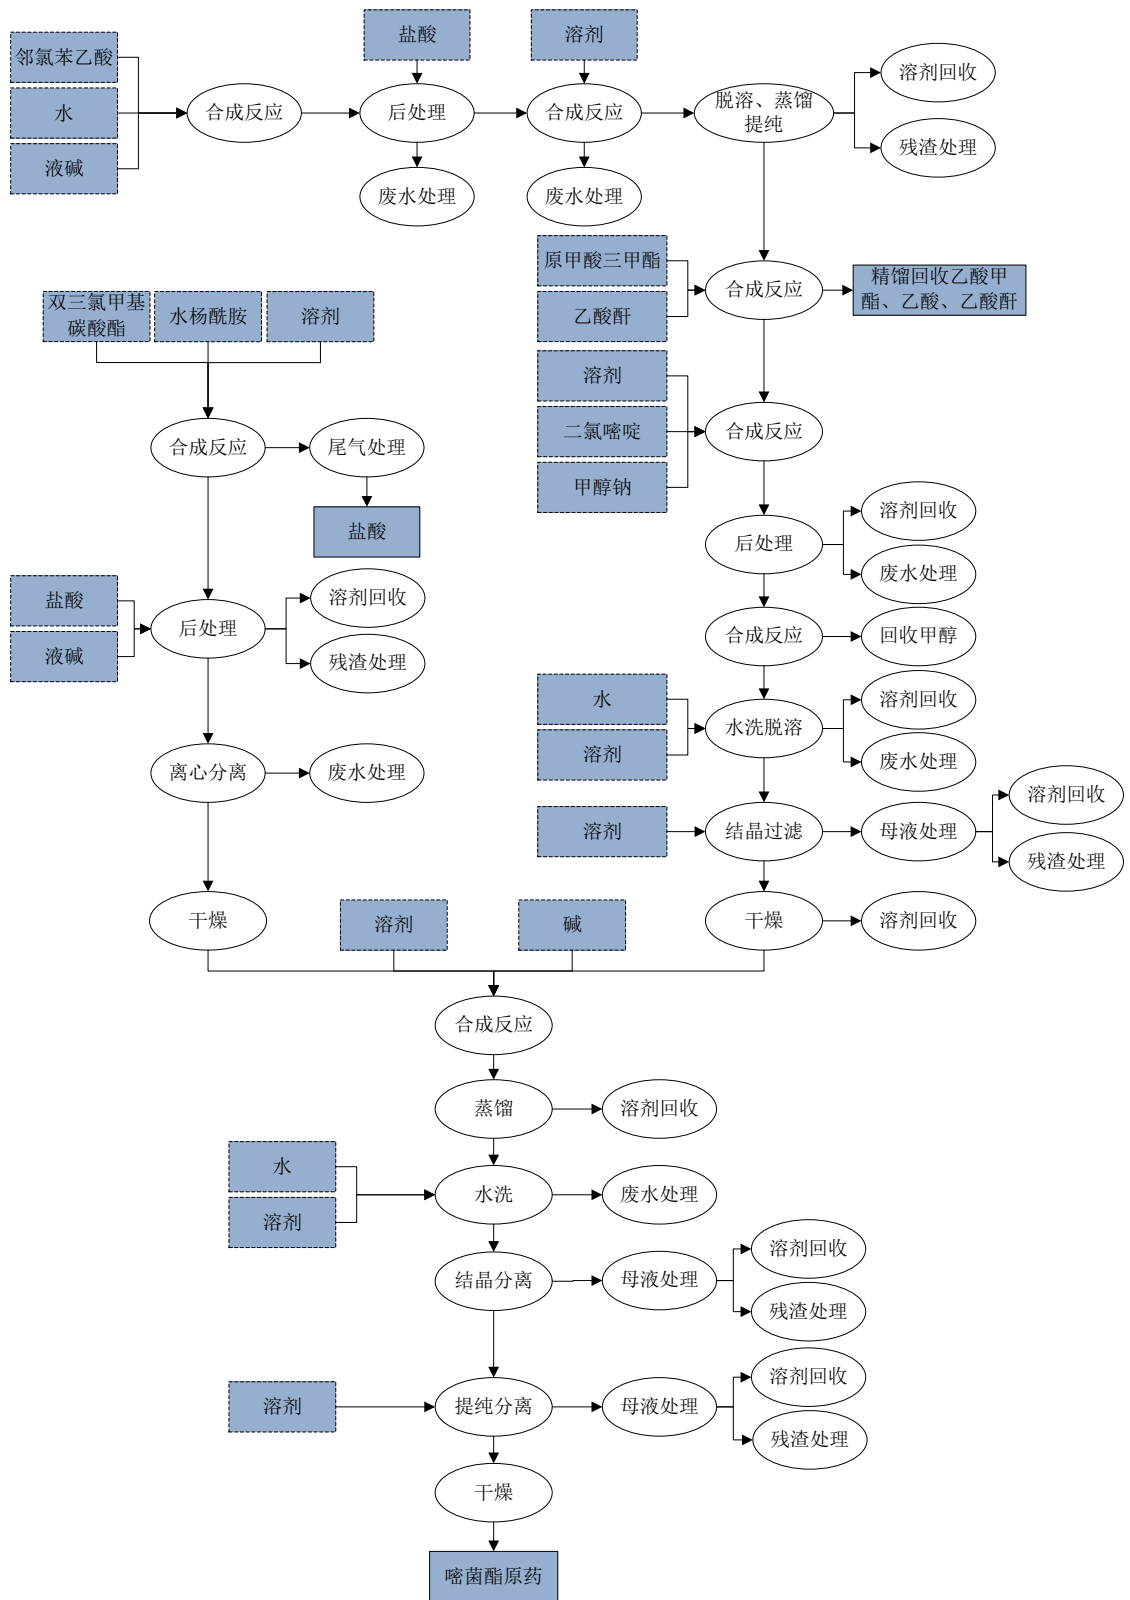 盐酸
溶剂
邻氯苯乙酸
水
液碱
合成反应
后处理
合成反应
脱溶、蒸馏
提纯
溶剂回收
残渣处理
废水处理
废水处理
原甲酸三甲酯
乙酸酐
合成反应
精馏回收乙酸甲
酯、乙酸、乙酸酐
双三氯甲基
碳酸酯
水杨酰胺
溶剂
溶剂
二氯嘧啶
甲醇钠
合成反应
合成反应
尾气处理
盐酸
后处理
溶剂回收
废水处理
盐酸
液碱
后处理
溶剂回收
残渣处理
合成反应
回收甲醇
水
溶剂
水洗脱溶
溶剂回收
废水处理
离心分离
废水处理
溶剂
结晶过滤
母液处理
溶剂回收
残渣处理
干燥
溶剂
碱
干燥
溶剂回收
合成反应
蒸馏
溶剂回收
水
溶剂
水洗
废水处理
结晶分离
母液处理
溶剂回收
残渣处理
溶剂
提纯分离
母液处理
溶剂回收
残渣处理
干燥
嘧菌酯原药